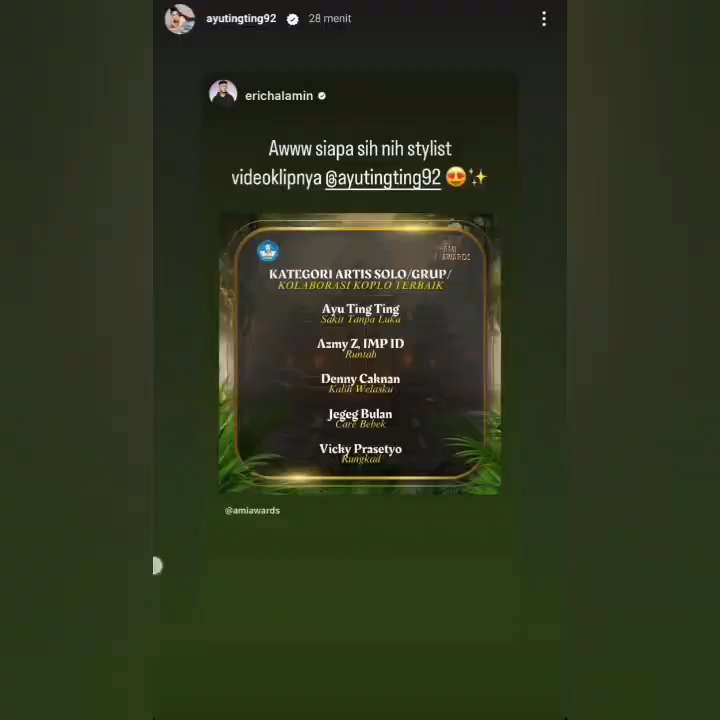 ayutingting92 28 menit
erichalamin
Awww siapa sih nih stylist
videoklipnya @ayutingting92 😍✨
AMI
AWARDS
KATEGORI ARTIS SOLO/GRUP/
KOLABORASI KOPLO TERBAIK
Ayu Ting Ting
Sakit Tanpa Luka
Azmy Z, IMP ID
Runtah
Denny Caknan
Kalih Welasku
Jegeg Bulan
Care Bebek
Vicky Prasetyo
Rungkad
@amiawards